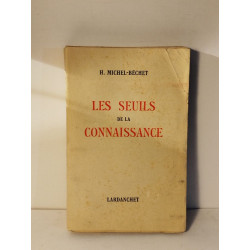 H. MICHEL-BÉCHET
LES SEUILS
DE LA
CONNAISSANCE
LARDANCHET